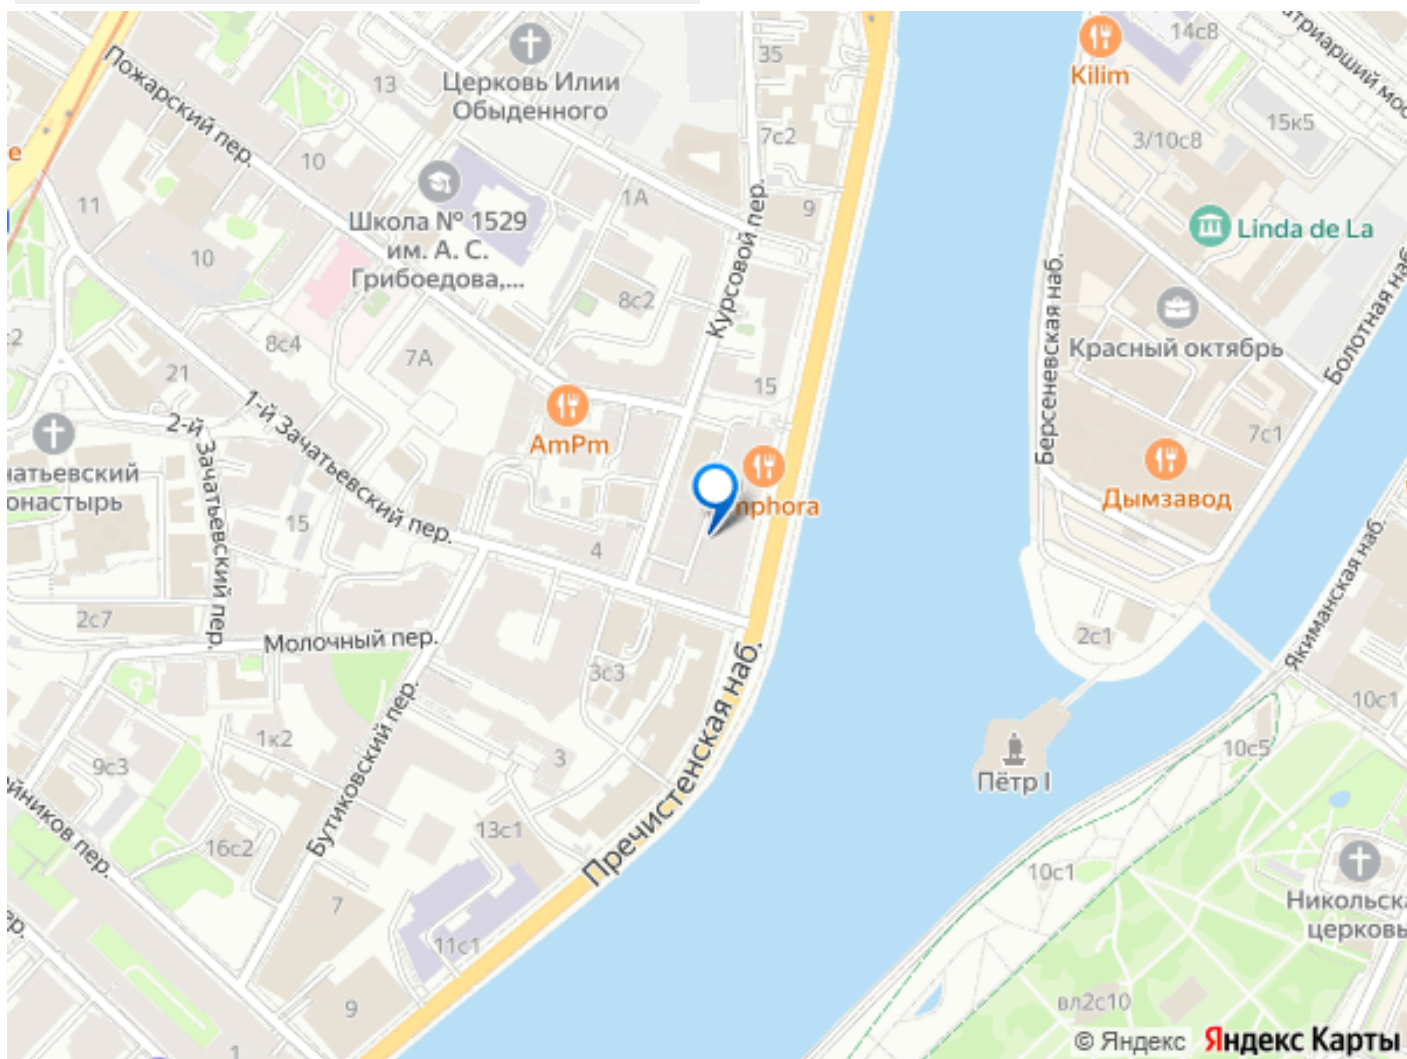 Пожарский пер.
13
Церковь Илии
Обыденного
35
7с2
14с8
Kilim
3/10с8
15к5
10
11
10
Школа № 1529
им. А. С.
Грибоедова,...
1А
9
Курсовой пер.
8с2
Linda de La
Берсеневская наб.
Красный октябрь
Болотная наб.
8с4
7А
21
15
7с1
1-й Зачатьевский пер.
2-й Зачатьевский пер.
AmPm
Дымзавод
15
4
2с7
Молочный пер.
3с3
2с1
Якиманская наб.
10с1
10с5
Пречистенская наб.
Бутиковский пер.
1к2
9с3
3
Пётр I
13с1
16с2
10с1
7
11с1
9
1
вл2с10
© Яндекс
Яндекс Карты